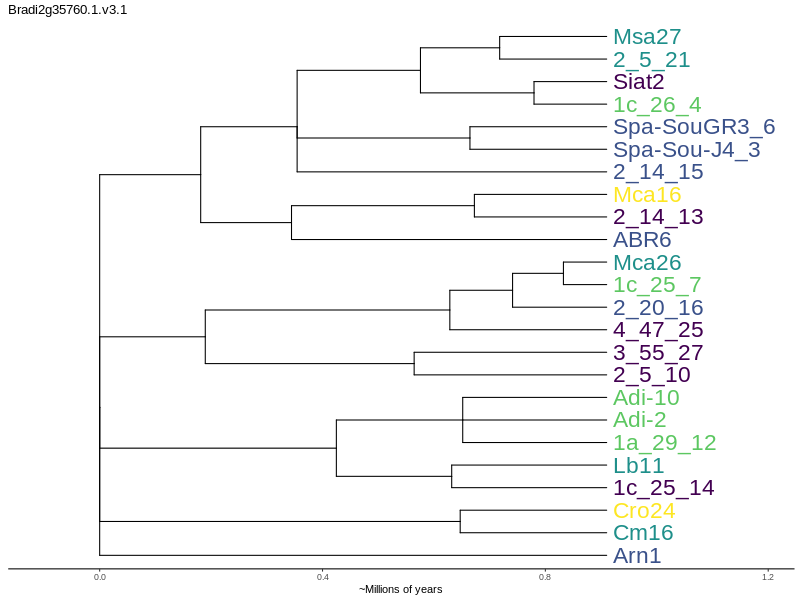 Bradi2g35760.1.v3.1
Msa27
2_5_21
Siat2
1c_26_4
Spa-SouGR3_6
Spa-Sou-J4_3
2_14_15
Mca16
2_14_13
ABR6
Mca26
1c_25_7
2_20_16
4_47_25
3_55_27
2_5_10
Adi-10
Adi-2
1a_29_12
Lb11
1c_25_14
Cro24
Cm16
Arn1
0.0 0.4 0.8 1.2
~Millions of years